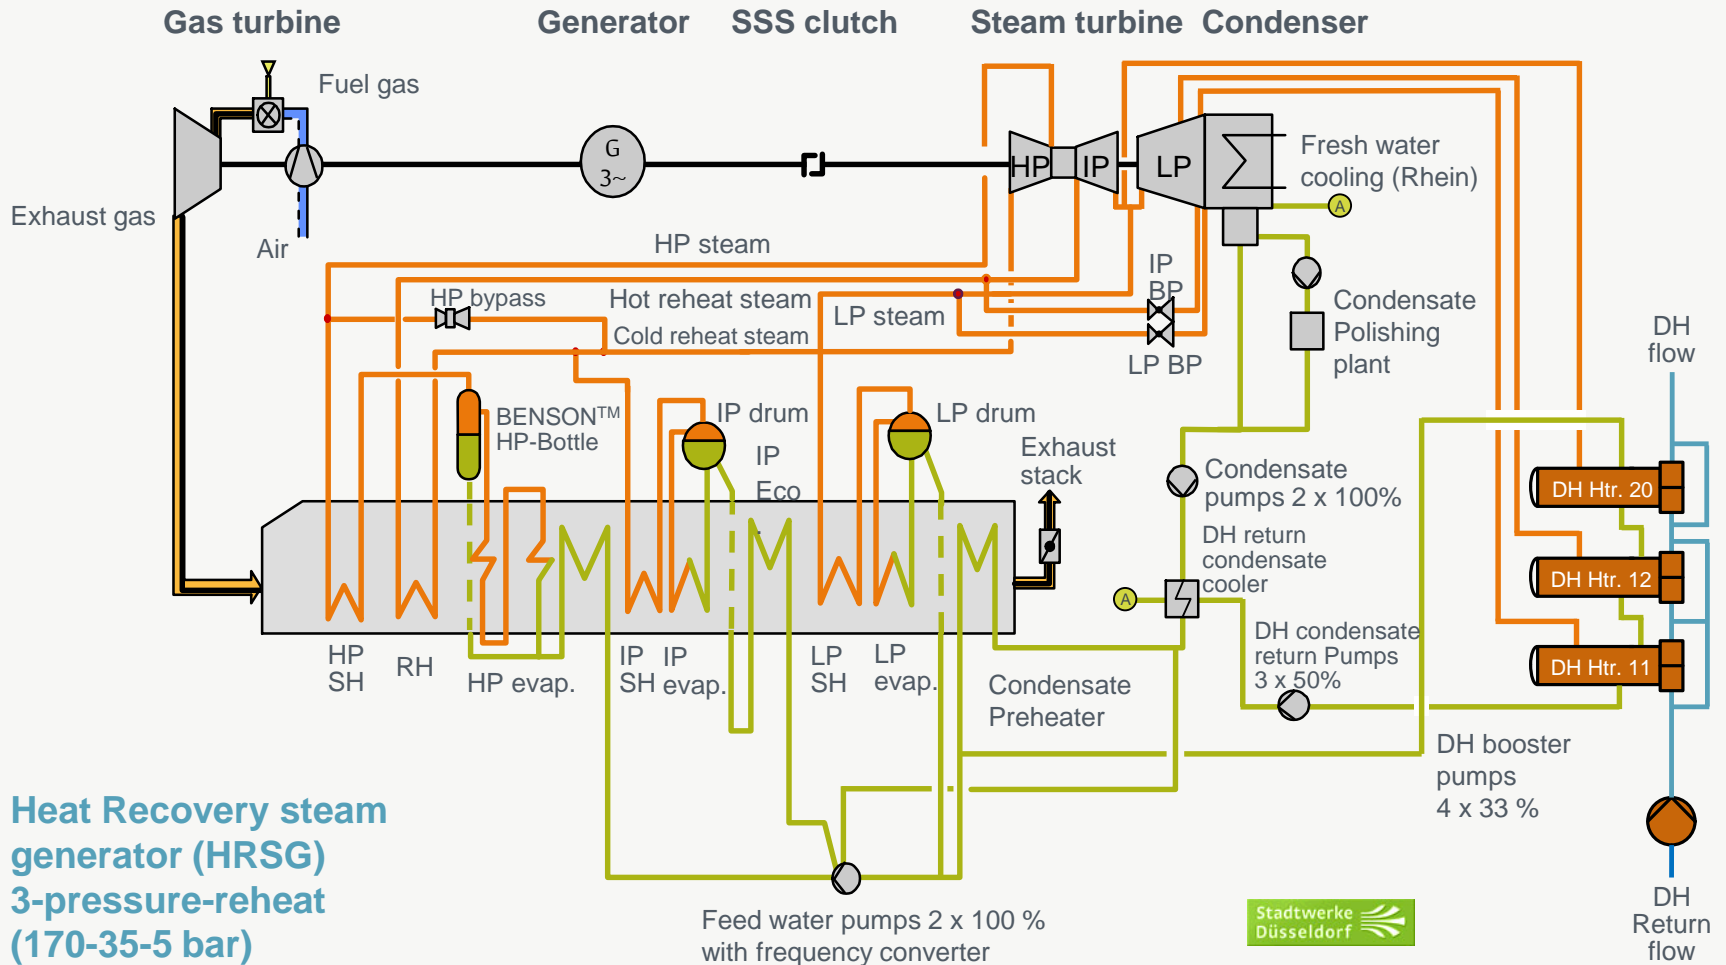 Gas turbine
Generator
SSS clutch
Steam turbine
Condenser
Fuel gas
G
3~
HP
IP
LP
Fresh water
cooling (Rhein)
A
Exhaust gas
Air
HP steam
IP
BP
HP bypass
Hot reheat steam
LP steam
Cold reheat steam
LP BP
Condensate
Polishing
plant
DH
flow
BENSON™
HP-Bottle
IP drum
IP
Eco
.
LP drum
Exhaust
stack
Condensate
pumps 2 x 100%
DH return
condensate
cooler
A
DH Htr. 20
DH Htr. 12
DH Htr. 11
HP
SH
RH
HP evap.
IP
SH
IP
evap.
LP
SH
LP
evap.
Condensate
Preheater
DH condensate
return Pumps
3 x 50%
DH booster
pumps
4 x 33 %
Heat Recovery steam
generator (HRSG)
3-pressure-reheat
(170-35-5 bar)
Feed water pumps 2 x 100 %
with frequency converter
Stadtwerke
Düsseldorf
DH
Return
flow